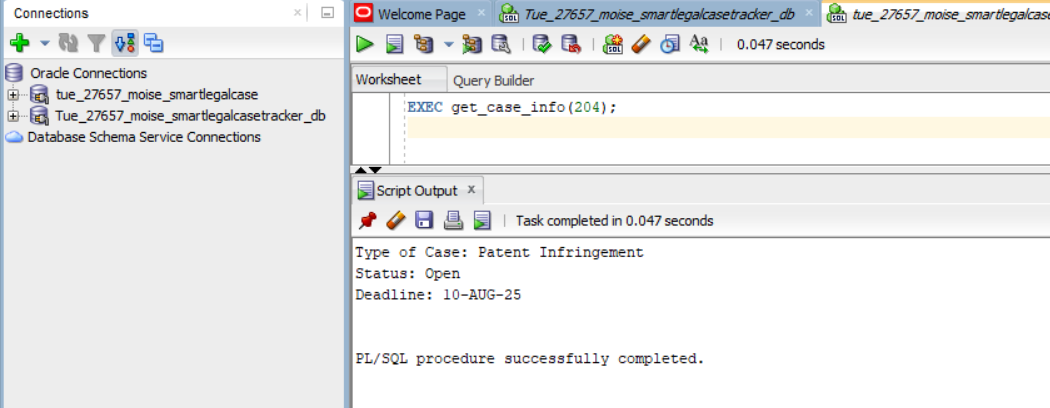 Connections
Oracle Connections
tue_27657_moise_smartlegalcase
Tue_27657_moise_smartlegalcasetracker_db
Database Schema Service Connections
Welcome Page
Tue_27657_moise_smartlegalcasetracker_db
tue_27657_moise_smartlegalcase
0.047 seconds
Worksheet Query Builder
EXEC get_case_info(204);
Script Output
Task completed in 0.047 seconds
Type of Case: Patent Infringement
Status: Open
Deadline: 10-AUG-25
PL/SQL procedure successfully completed.